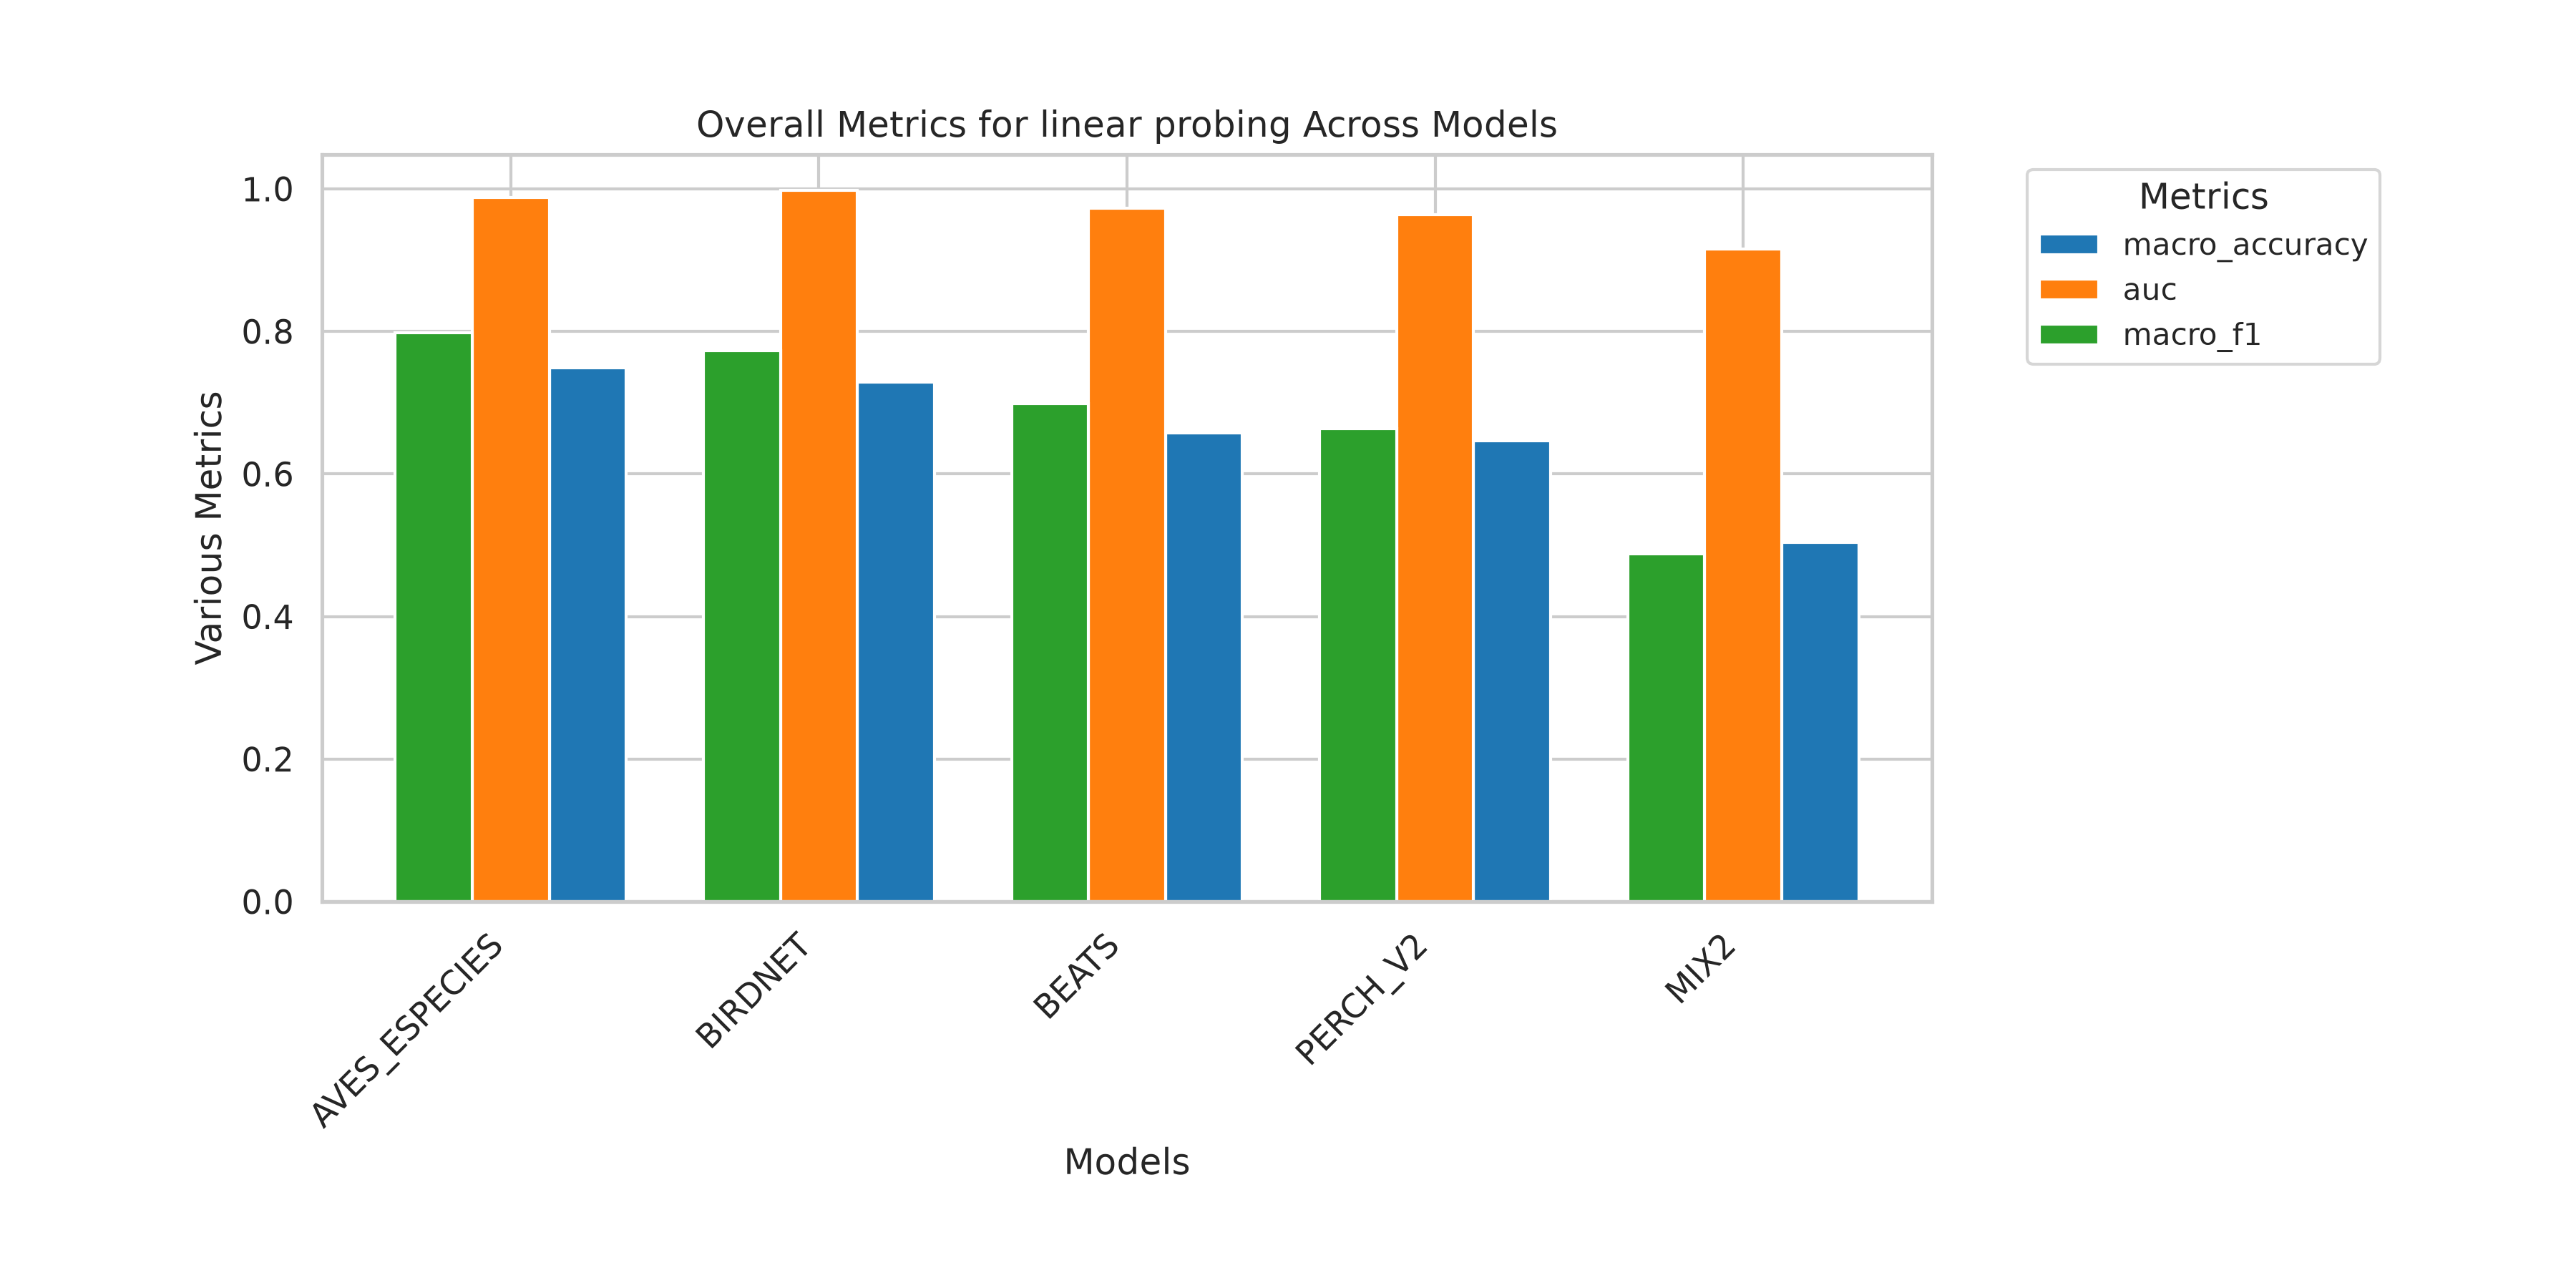 Overall Metrics for linear probing Across Models
1.0
0.8
0.6
0.4
0.2
0.0
Various Metrics
AVES_ESPECIES
BIRDNET
BEATS
PERCH_V2
MIX2
Models
Metrics
macro_accuracy
auc
macro_f1